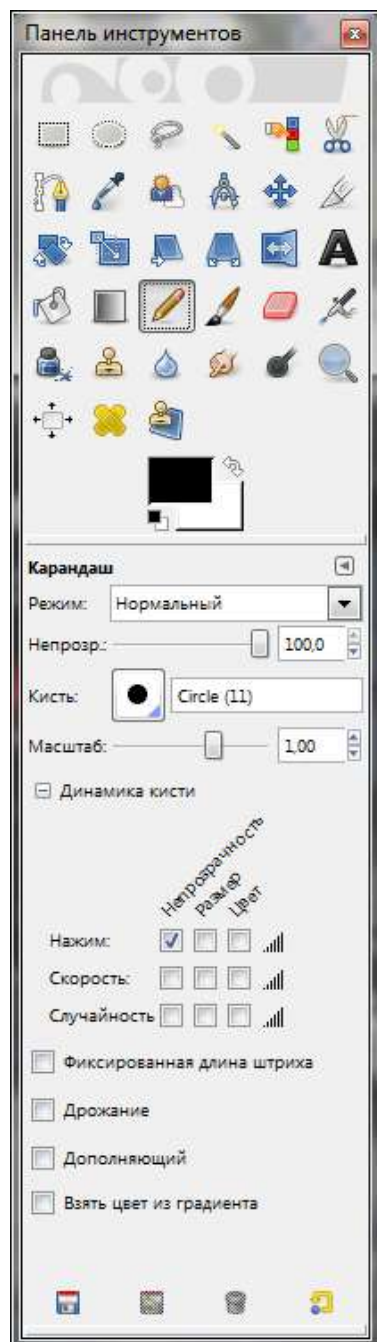 Панель инструментов
Карандаш
Режим: Нормальный
Непрозр.: 100,0
Кисть: Circle (11)
Масштаб: 1,00
Динамика кисти
Непрозрачность Размер Цвет
Нажим:
Скорость:
Случайность
Фиксированная длина штриха
Дрожание
Дополняющий
Взять цвет из градиента